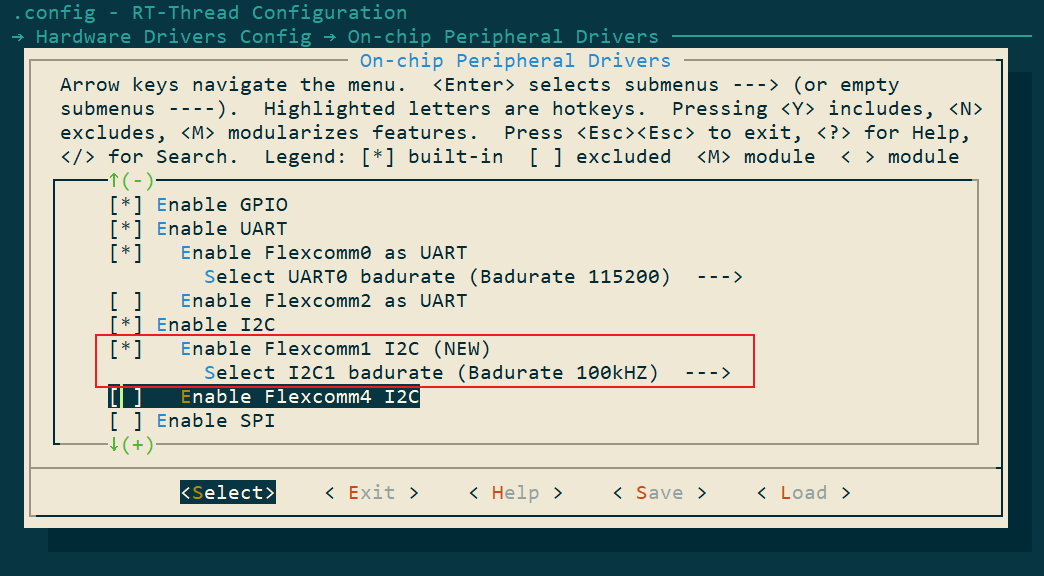 .config - RT-Thread Configuration
→ Hardware Drivers Config → On-chip Peripheral Drivers
On-chip Peripheral Drivers
Arrow keys navigate the menu.  <Enter> selects submenus ---> (or empty
submenus ----).  Highlighted letters are hotkeys.  Pressing <Y> includes, <N>
excludes, <M> modularizes features.  Press <Esc><Esc> to exit, <?> for Help,
</> for Search.  Legend: [*] built-in  [ ] excluded  <M> module  < > module
↑(-)
[*] Enable GPIO
[*] Enable UART
[*]   Enable Flexcomm0 as UART
Select UART0 badurate (Badurate 115200)  --->
[ ]   Enable Flexcomm2 as UART
[*] Enable I2C
[*]   Enable Flexcomm1 I2C (NEW)
Select I2C1 badurate (Badurate 100kHZ)  --->
[ ]   Enable Flexcomm4 I2C
[ ] Enable SPI
↓(+)
<Select>    < Exit >    < Help >    < Save >    < Load >